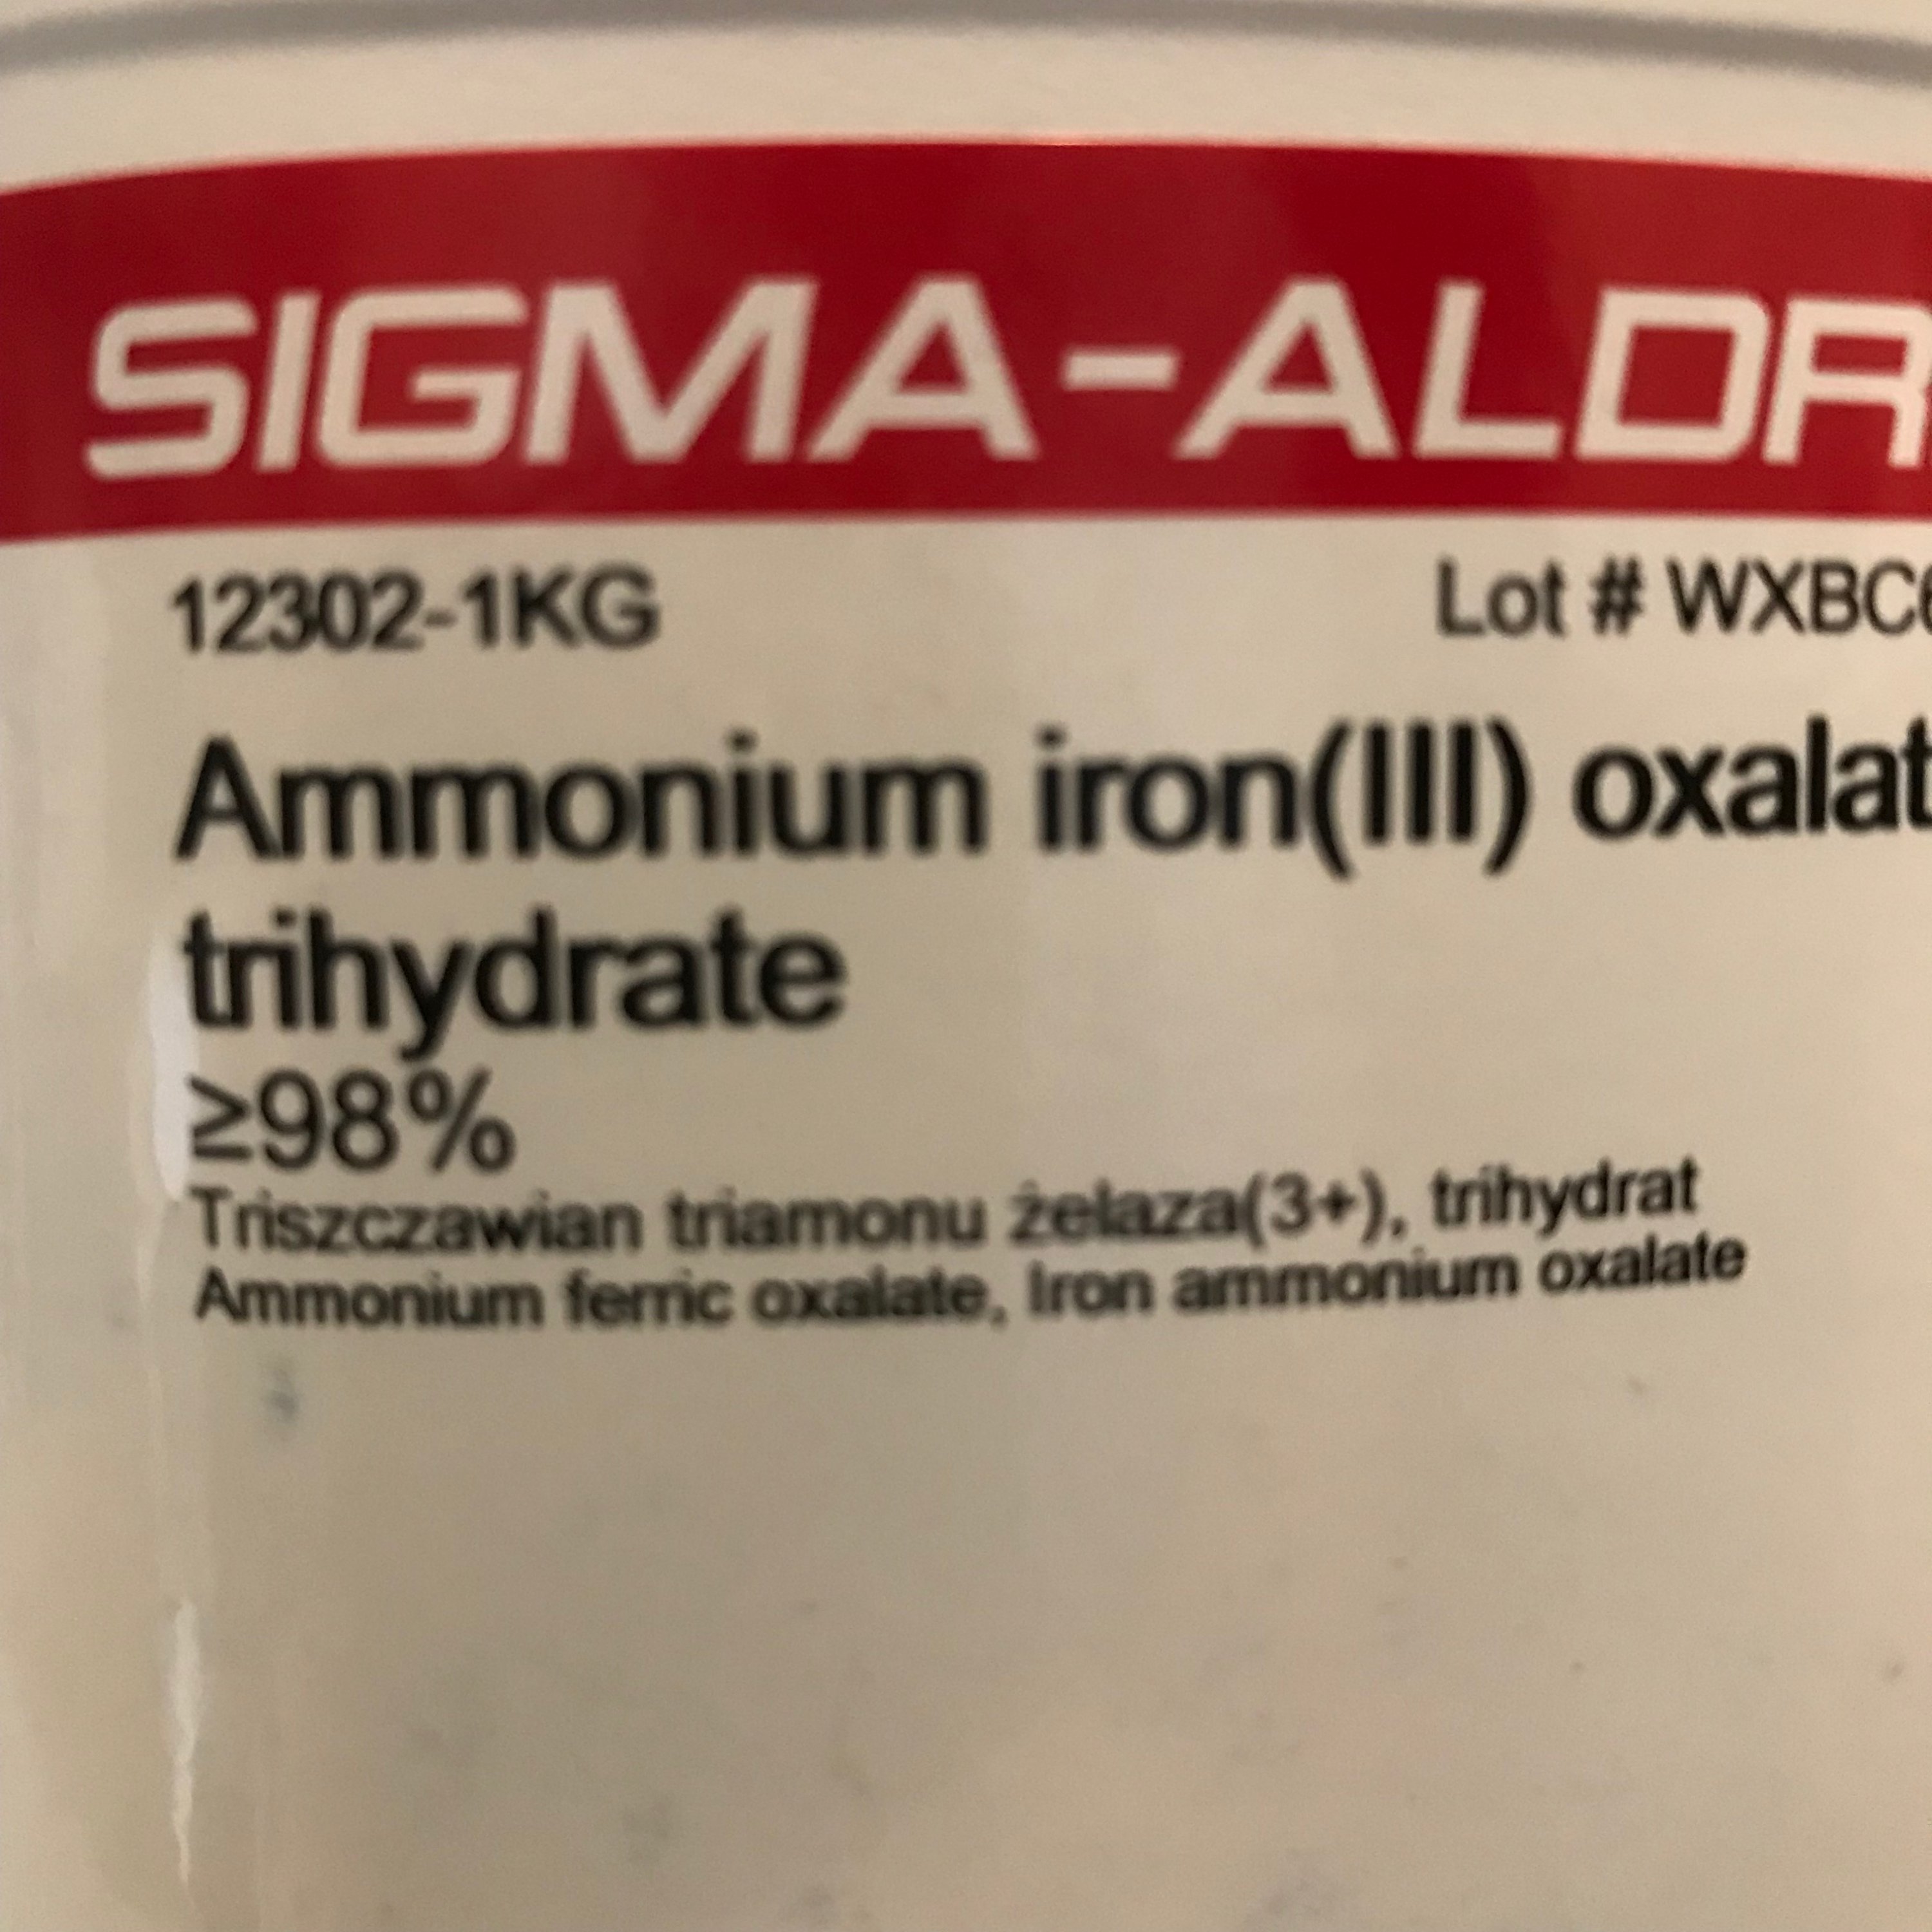 SIGMA-ALDR
12302-1KG Lot # WXBC6
Ammonium iron(III) oxalat
trihydrate
≥98%
Triszczawian triamonu żelaza(3+), trihydrat
Ammonium ferric oxalate, Iron ammonium oxalate